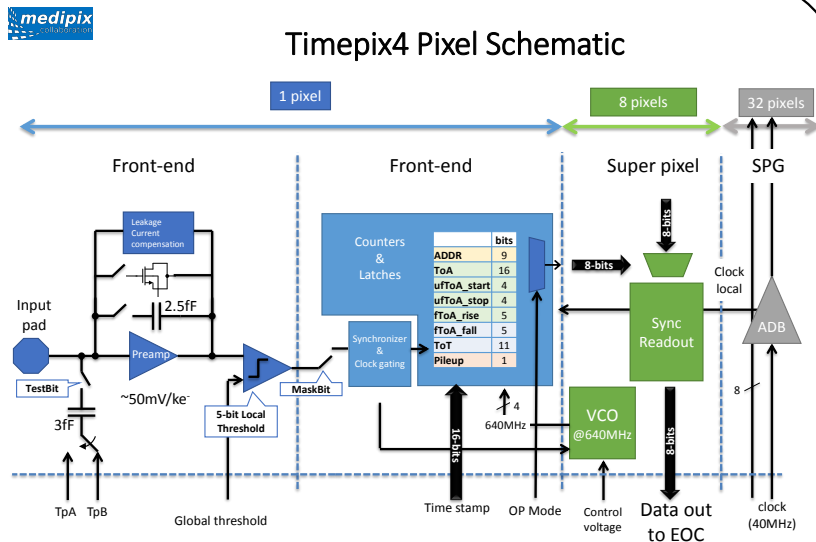 medipix
collaboration
Timepix4 Pixel Schematic
1 pixel
8 pixels
32 pixels
Front-end
Front-end
Super pixel
SPG
Leakage
Current
compensation
2.5fF
Input
pad
Preamp
TestBit
~50mV/ke-
3fF
5-bit Local
Threshold
MaskBit
Synchronizer
&
Clock gating
Counters
&
Latches
bits
ADDR 9
ToA 16
ufToA_start 4
ufToA_stop 4
fToA_rise 5
fToA_fall 5
ToT 11
Pileup 1
8-bits
8-bits
Clock
local
Sync
Readout
ADB
4
640MHz
16-bits
VCO
@640MHz
8-bits
8
TpA
TpB
Global threshold
Time stamp
OP Mode
Control
voltage
Data out
to EOC
clock
(40MHz)